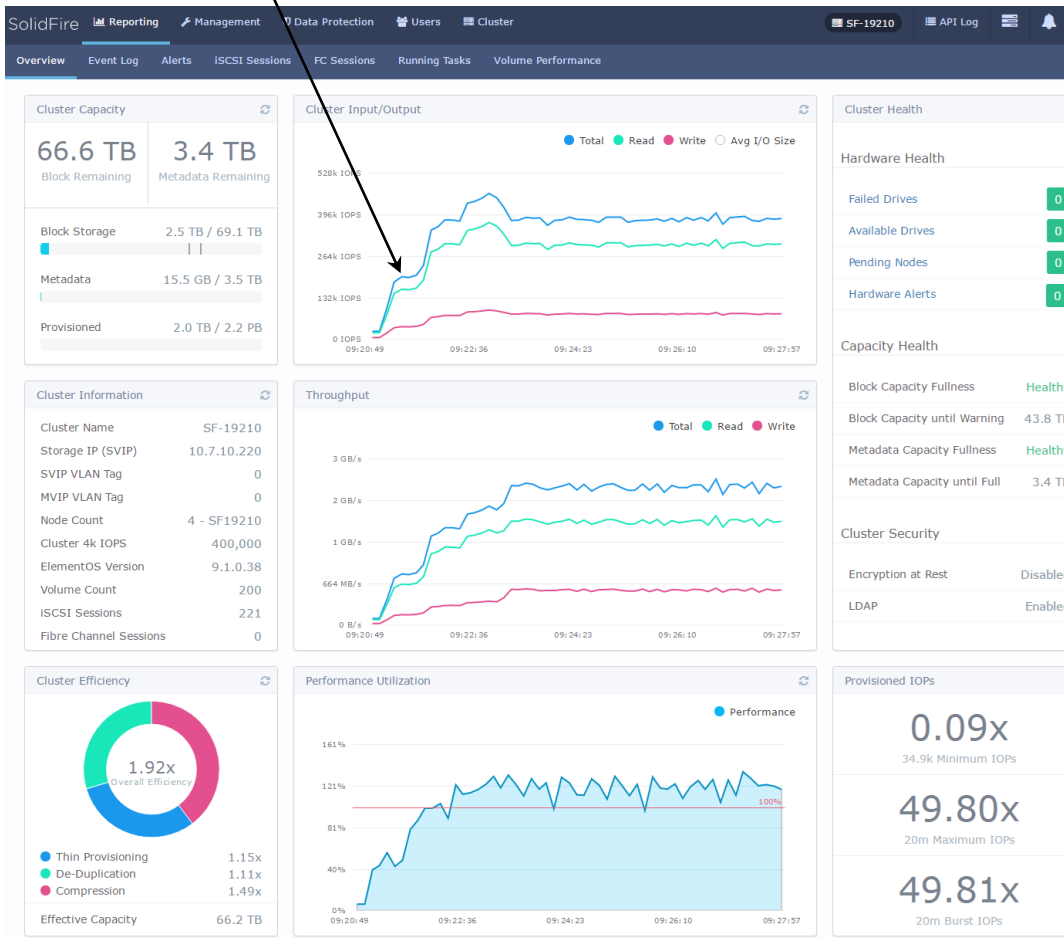 SolidFire Reporting Management Data Protection Users Cluster SF-19210 API Log
Overview Event Log Alerts iSCSI Sessions FC Sessions Running Tasks Volume Performance
Cluster Capacity
66.6 TB 3.4 TB
Block Remaining Metadata Remaining
Block Storage 2.5 TB / 69.1 TB
Metadata 15.5 GB / 3.5 TB
Provisioned 2.0 TB / 2.2 PB
Cluster Input/Output
Total Read Write Avg I/O Size
528k IOPS
396k IOPS
264k IOPS
132k IOPS
0 IOPS
09:20:49 09:22:36 09:24:23 09:26:10 09:27:57
Cluster Health
Hardware Health
Failed Drives 0
Available Drives 0
Pending Nodes 0
Hardware Alerts 0
Capacity Health
Block Capacity Fullness Health
Block Capacity until Warning 43.8 T
Metadata Capacity Fullness Health
Metadata Capacity until Full 3.4 T
Cluster Security
Encryption at Rest Disable
LDAP Enable
Cluster Information
Cluster Name SF-19210
Storage IP (SVIP) 10.7.10.220
SVIP VLAN Tag 0
MVIP VLAN Tag 0
Node Count 4 - SF19210
Cluster 4k IOPS 400,000
ElementOS Version 9.1.0.38
Volume Count 200
iSCSI Sessions 221
Fibre Channel Sessions 0
Throughput
Total Read Write
3 GB/s
2 GB/s
1 GB/s
664 MB/s
0 B/s
09:20:49 09:22:36 09:24:23 09:26:10 09:27:57
Cluster Efficiency
1.92x
Overall Efficiency
Thin Provisioning 1.15x
De-Duplication 1.11x
Compression 1.49x
Effective Capacity 66.2 TB
Performance Utilization
Performance
161%
121%
100%
81%
40%
0%
09:20:49 09:22:36 09:24:23 09:26:10 09:27:57
Provisioned IOPs
0.09x
34.9k Minimum IOPs
49.80x
20m Maximum IOPs
49.81x
20m Burst IOPs